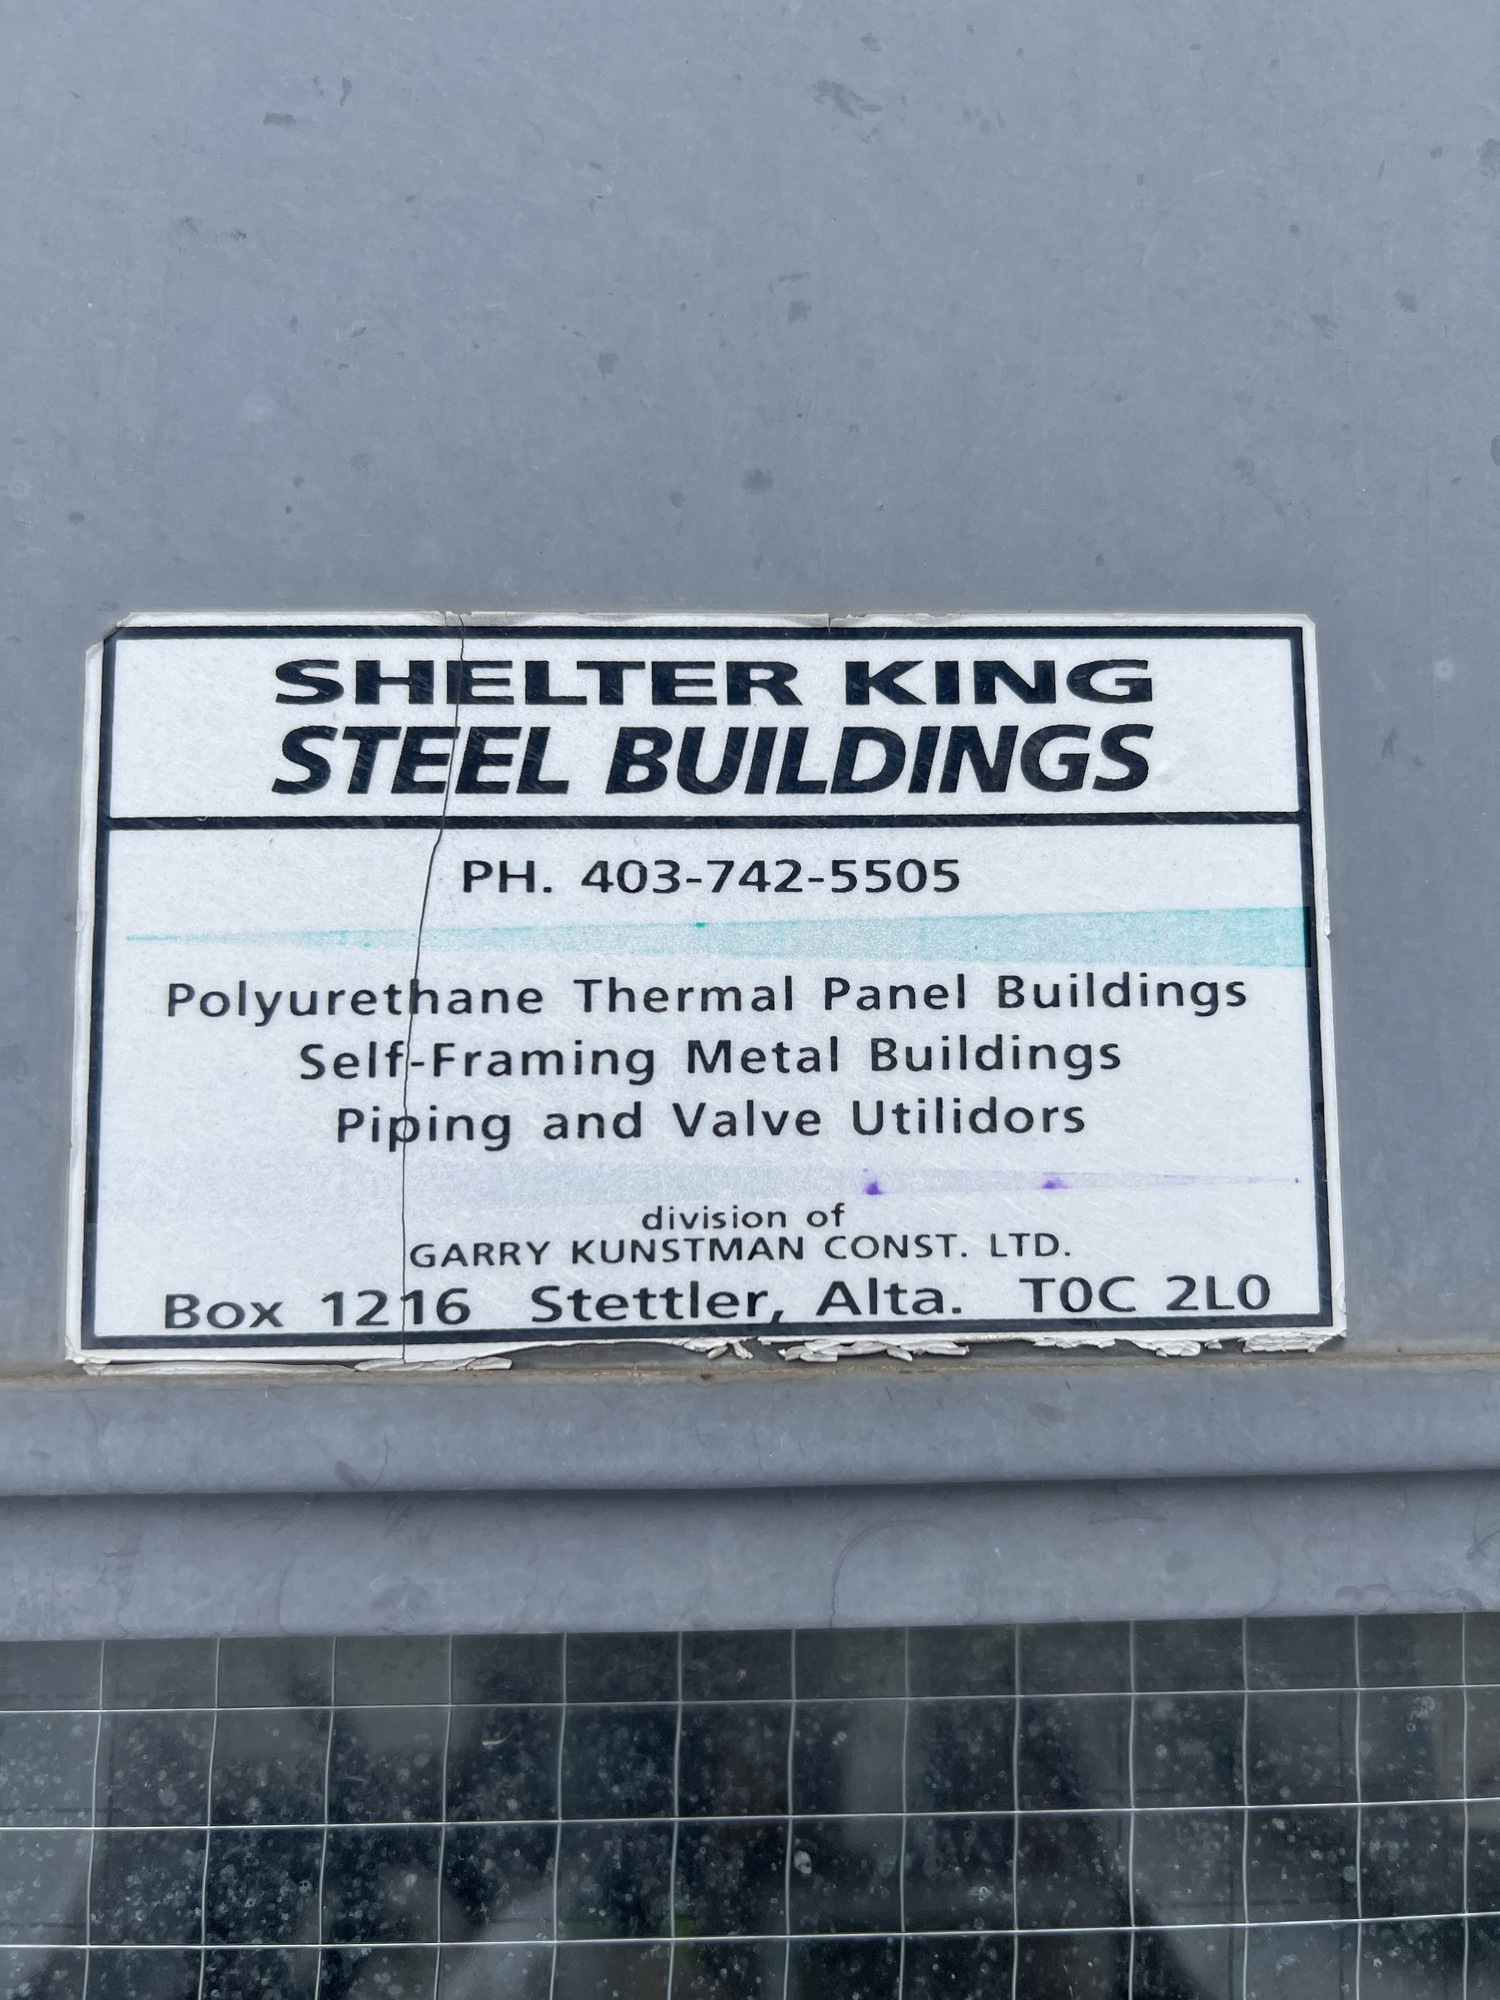 SHELTER KING
STEEL BUILDINGS
PH. 403-742-5505
Polyurethane Thermal Panel Buildings
Self-Framing Metal Buildings
Piping and Valve Utilidors
division of
GARRY KUNSTMAN CONST. LTD.
Box 1216 Stettler, Alta. T0C 2L0